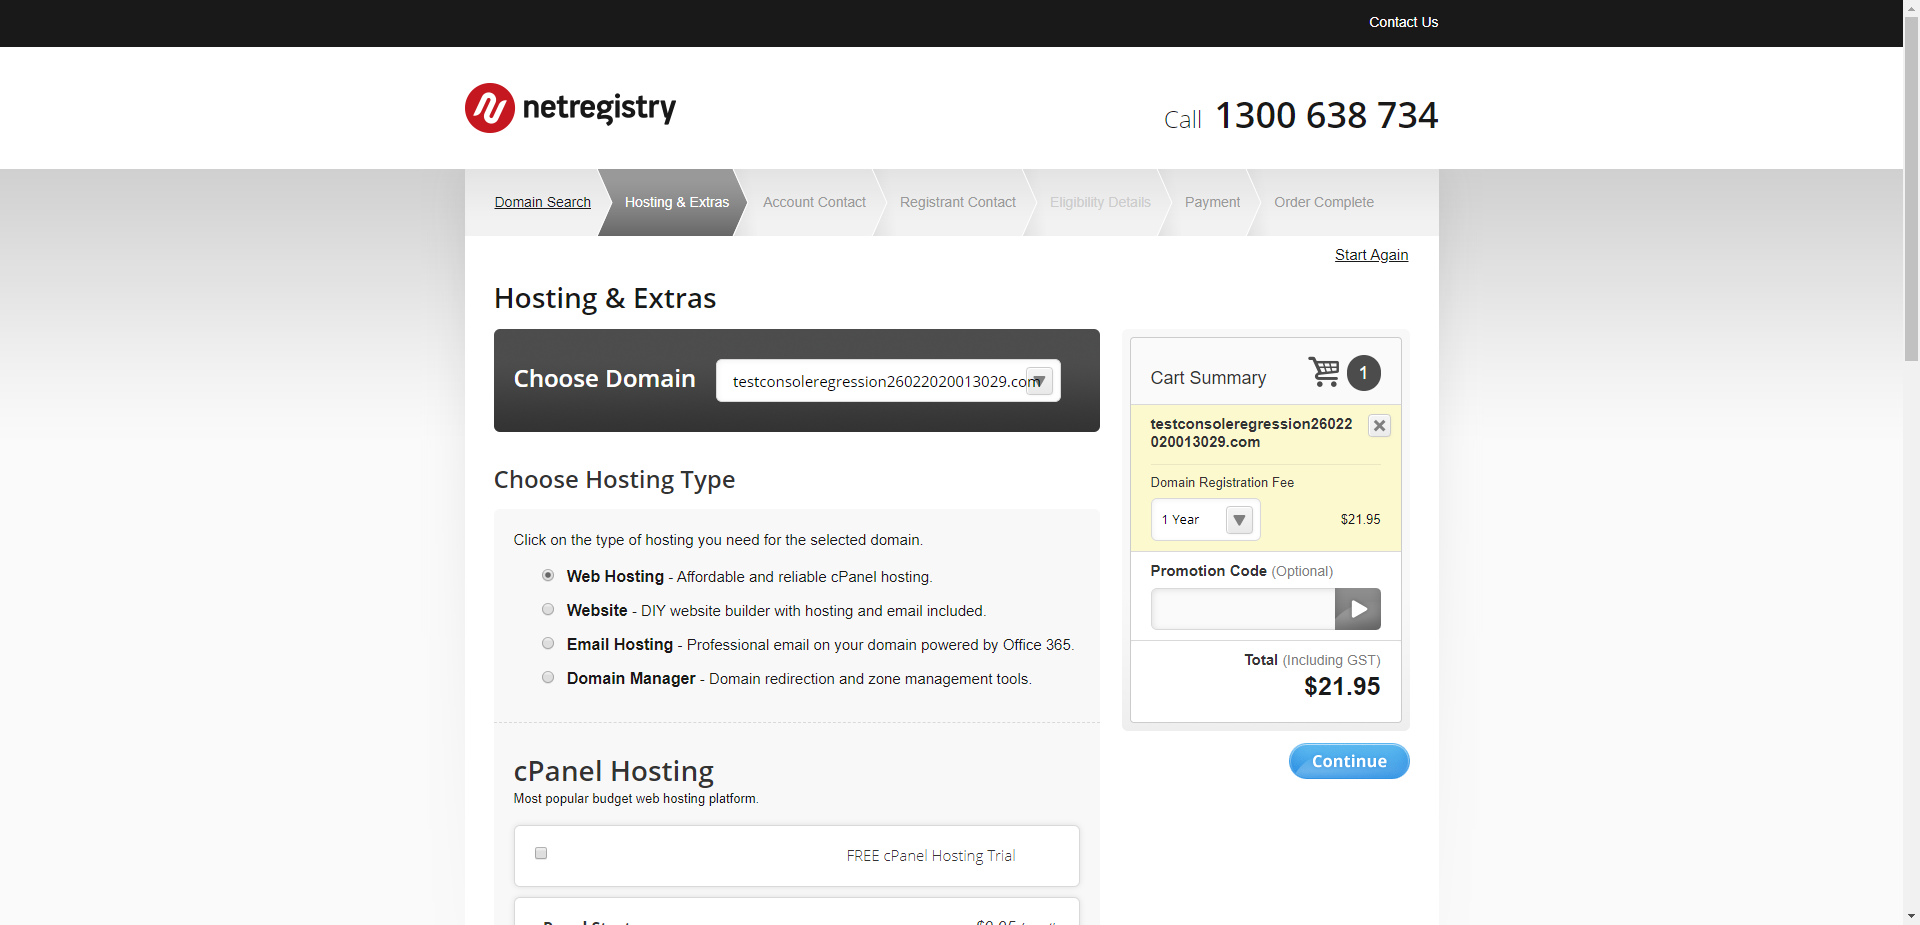 Contact Us
netregistry
Call 1300 638 734
Domain Search
Hosting & Extras
Account Contact
Registrant Contact
Eligibility Details
Payment
Order Complete
Start Again
Hosting & Extras
Choose Domain
testconsoleregression26022020013029.com
Choose Hosting Type
Click on the type of hosting you need for the selected domain.
Web Hosting - Affordable and reliable cPanel hosting.
Website - DIY website builder with hosting and email included.
Email Hosting - Professional email on your domain powered by Office 365.
Domain Manager - Domain redirection and zone management tools.
cPanel Hosting
Most popular budget web hosting platform.
FREE cPanel Hosting Trial
Cart Summary
1
testconsoleregression26022
020013029.com
Domain Registration Fee
1 Year
$21.95
Promotion Code (Optional)
Total (Including GST)
$21.95
Continue